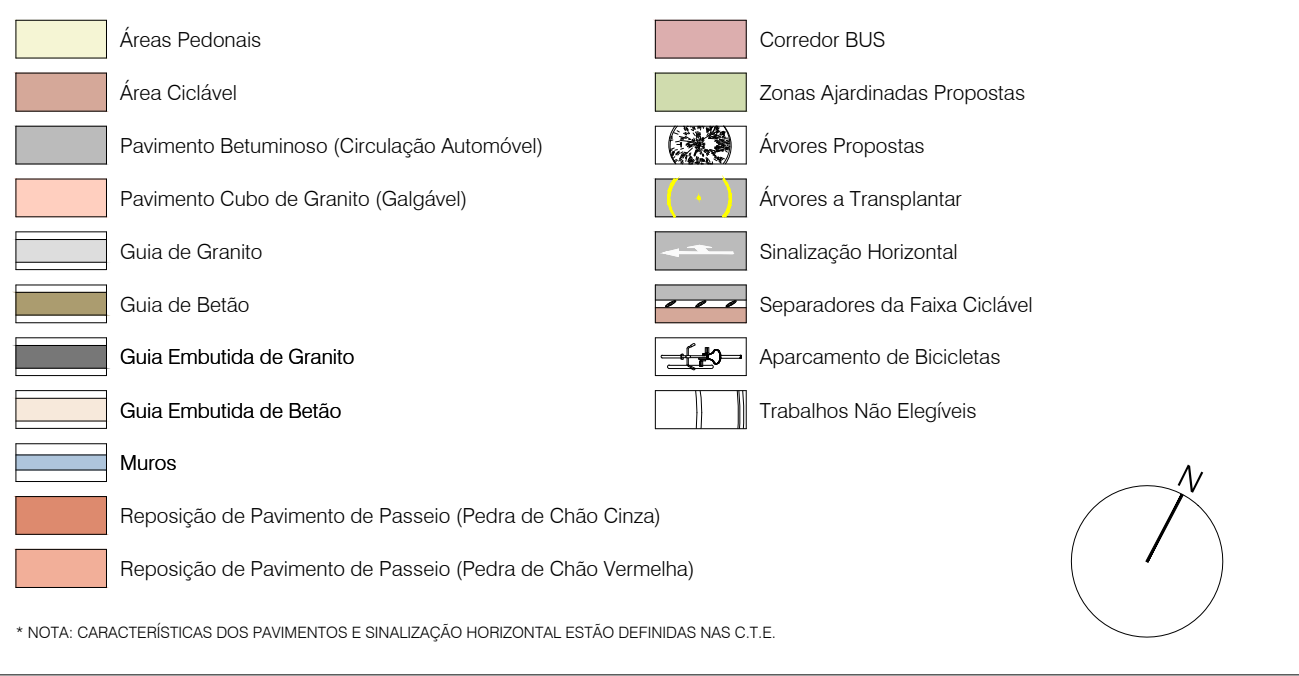 Áreas Pedonais
Área Ciclável
Pavimento Betuminoso (Circulação Automóvel)
Pavimento Cubo de Granito (Galgável)
Guia de Granito
Guia de Betão
Guia Embutida de Granito
Guia Embutida de Betão
Muros
Reposição de Pavimento de Passeio (Pedra de Chão Cinza)
Reposição de Pavimento de Passeio (Pedra de Chão Vermelha)
Corredor BUS
Zonas Ajardinadas Propostas
Árvores Propostas
Árvores a Transplantar
Sinalização Horizontal
Separadores da Faixa Ciclável
Aparcamento de Bicicletas
Trabalhos Não Elegíveis
N
* NOTA: CARACTERÍSTICAS DOS PAVIMENTOS E SINALIZAÇÃO HORIZONTAL ESTÃO DEFINIDAS NAS C.T.E.